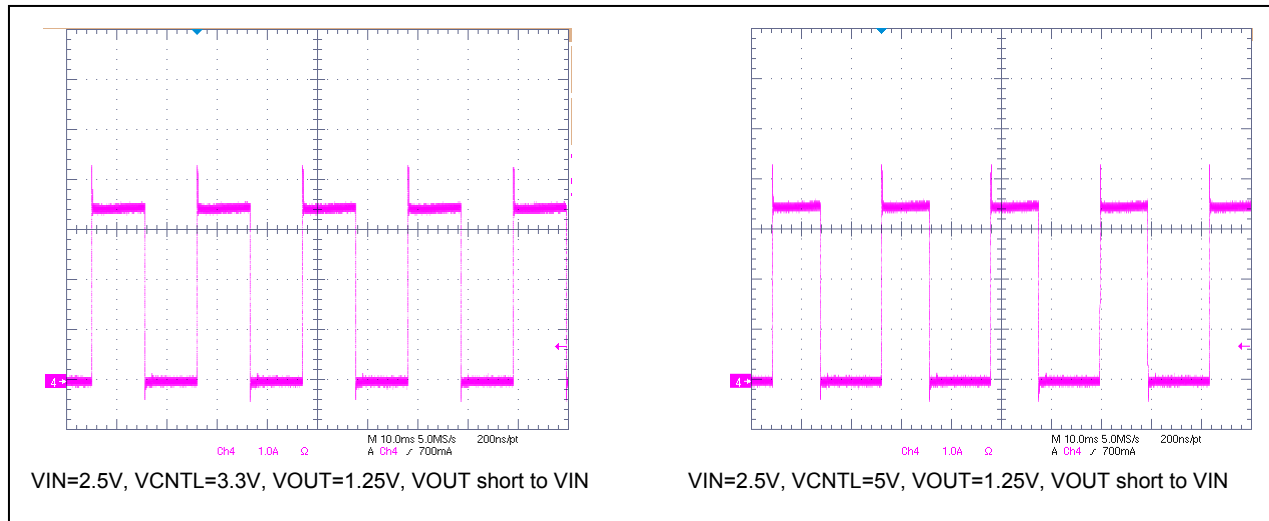 4
M 10.0ms 5.0MS/s 200ns/pt
Ch4 1.0A Ω A Ch4 700mA
VIN=2.5V, VCNTL=3.3V, VOUT=1.25V, VOUT short to VIN
4
M 10.0ms 5.0MS/s 200ns/pt
Ch4 1.0A Ω A Ch4 700mA
VIN=2.5V, VCNTL=5V, VOUT=1.25V, VOUT short to VIN